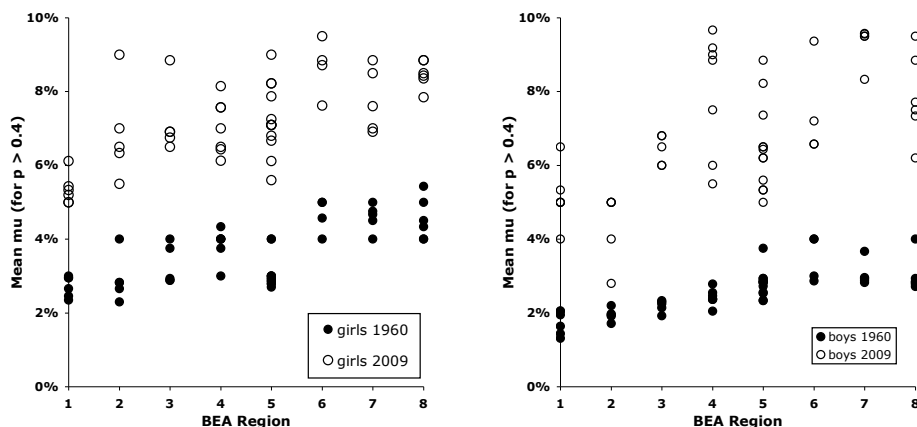 10%
8%
6%
4%
2%
0%
Mean mu (for p > 0.4)
1 2 3 4 5 6 7 8
BEA Region
girls 1960
girls 2009
10%
8%
6%
4%
2%
0%
Mean mu (for p > 0.4)
1 2 3 4 5 6 7 8
BEA Region
boys 1960
boys 2009